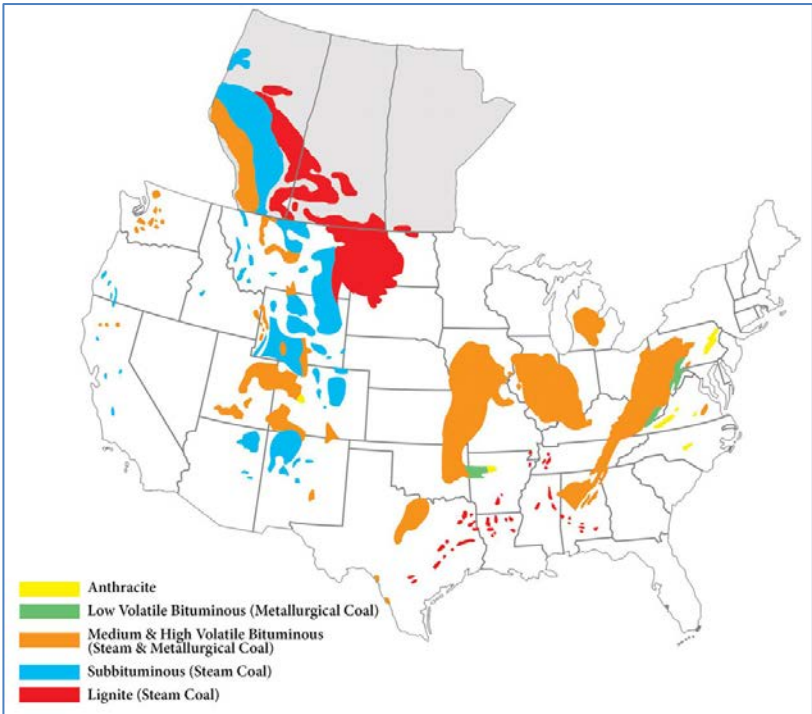 Anthracite
Low Volatile Bituminous (Metallurgical Coal)
Medium & High Volatile Bituminous
(Steam & Metallurgical Coal)
Subbituminous (Steam Coal)
Lignite (Steam Coal)